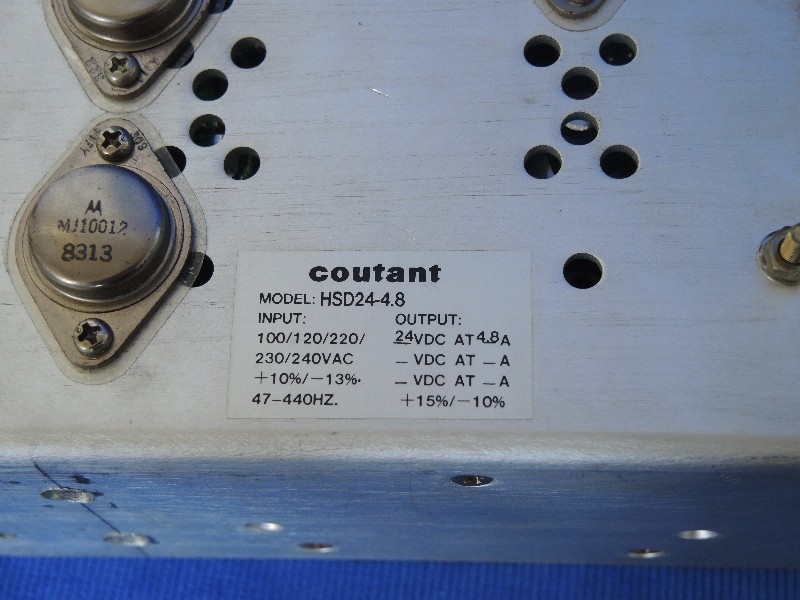 MJ10012
8313
coutant
MODEL: HSD24-4.8
INPUT:
OUTPUT:
100/120/220/
24VDC AT 4.8A
230/240VAC
– VDC AT – A
+10%/–13%.
– VDC AT – A
47–440HZ.
+15%/–10%